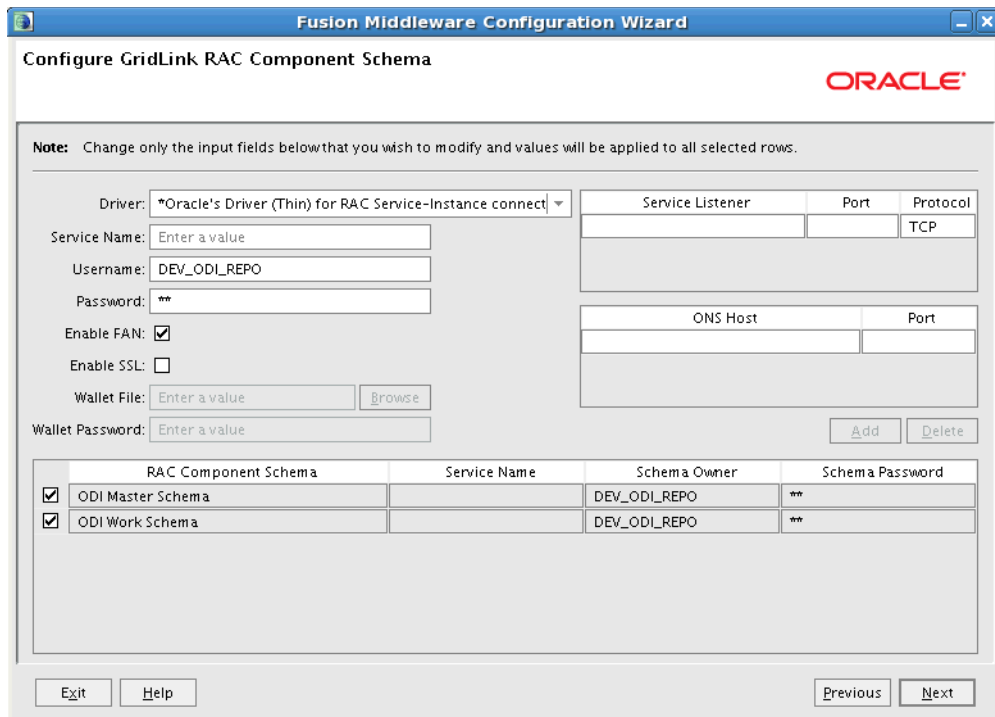 Fusion Middleware Configuration Wizard
Configure GridLink RAC Component Schema
ORACLE
Note: Change only the input fields below that you wish to modify and values will be applied to all selected rows.
Driver: *Oracle's Driver (Thin) for RAC Service-Instance connect
Service Name: Enter a value
Username: DEV_ODI_REPO
Password: **
Enable FAN:
Enable SSL:
Wallet File: Enter a value Browse
Wallet Password: Enter a value
Service Listener Port Protocol
TCP
ONS Host Port
Add Delete
RAC Component Schema Service Name Schema Owner Schema Password
ODI Master Schema DEV_ODI_REPO **
ODI Work Schema DEV_ODI_REPO **
Exit Help Previous Next